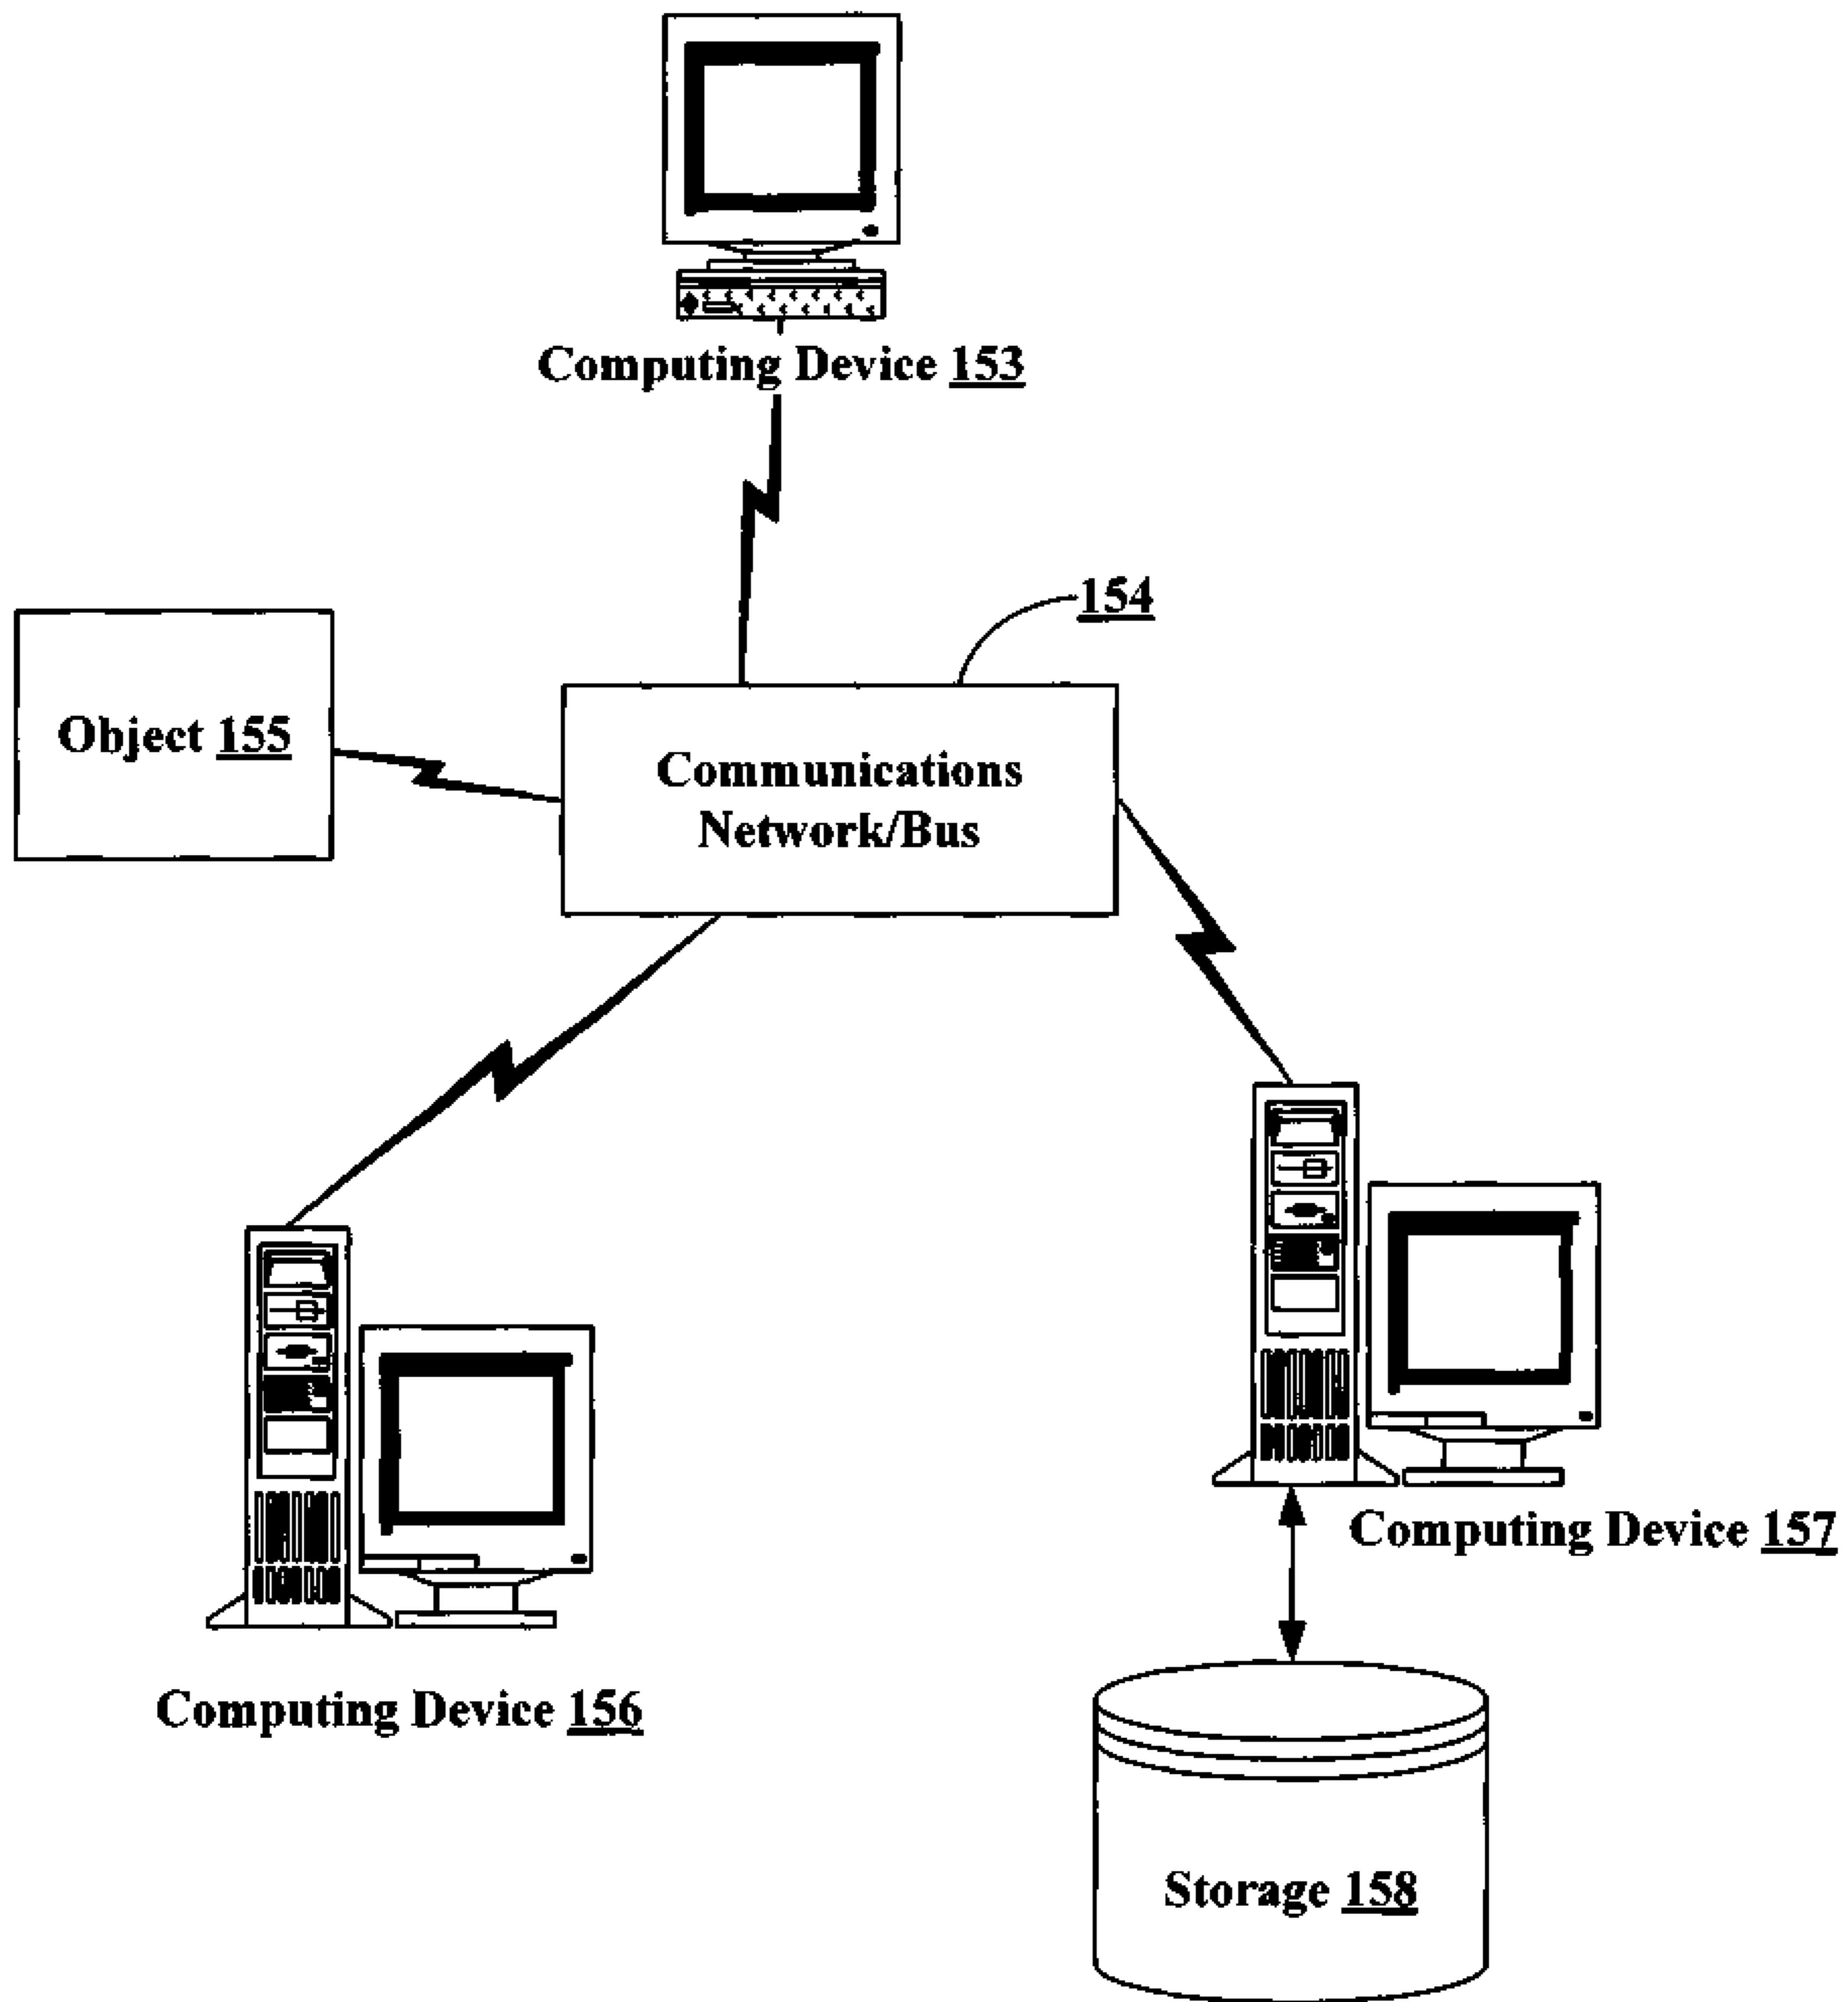 Computing Device 153
154
Object 155
Communications
Network/Bus
Computing Device 157
Computing Device 156
Storage 158